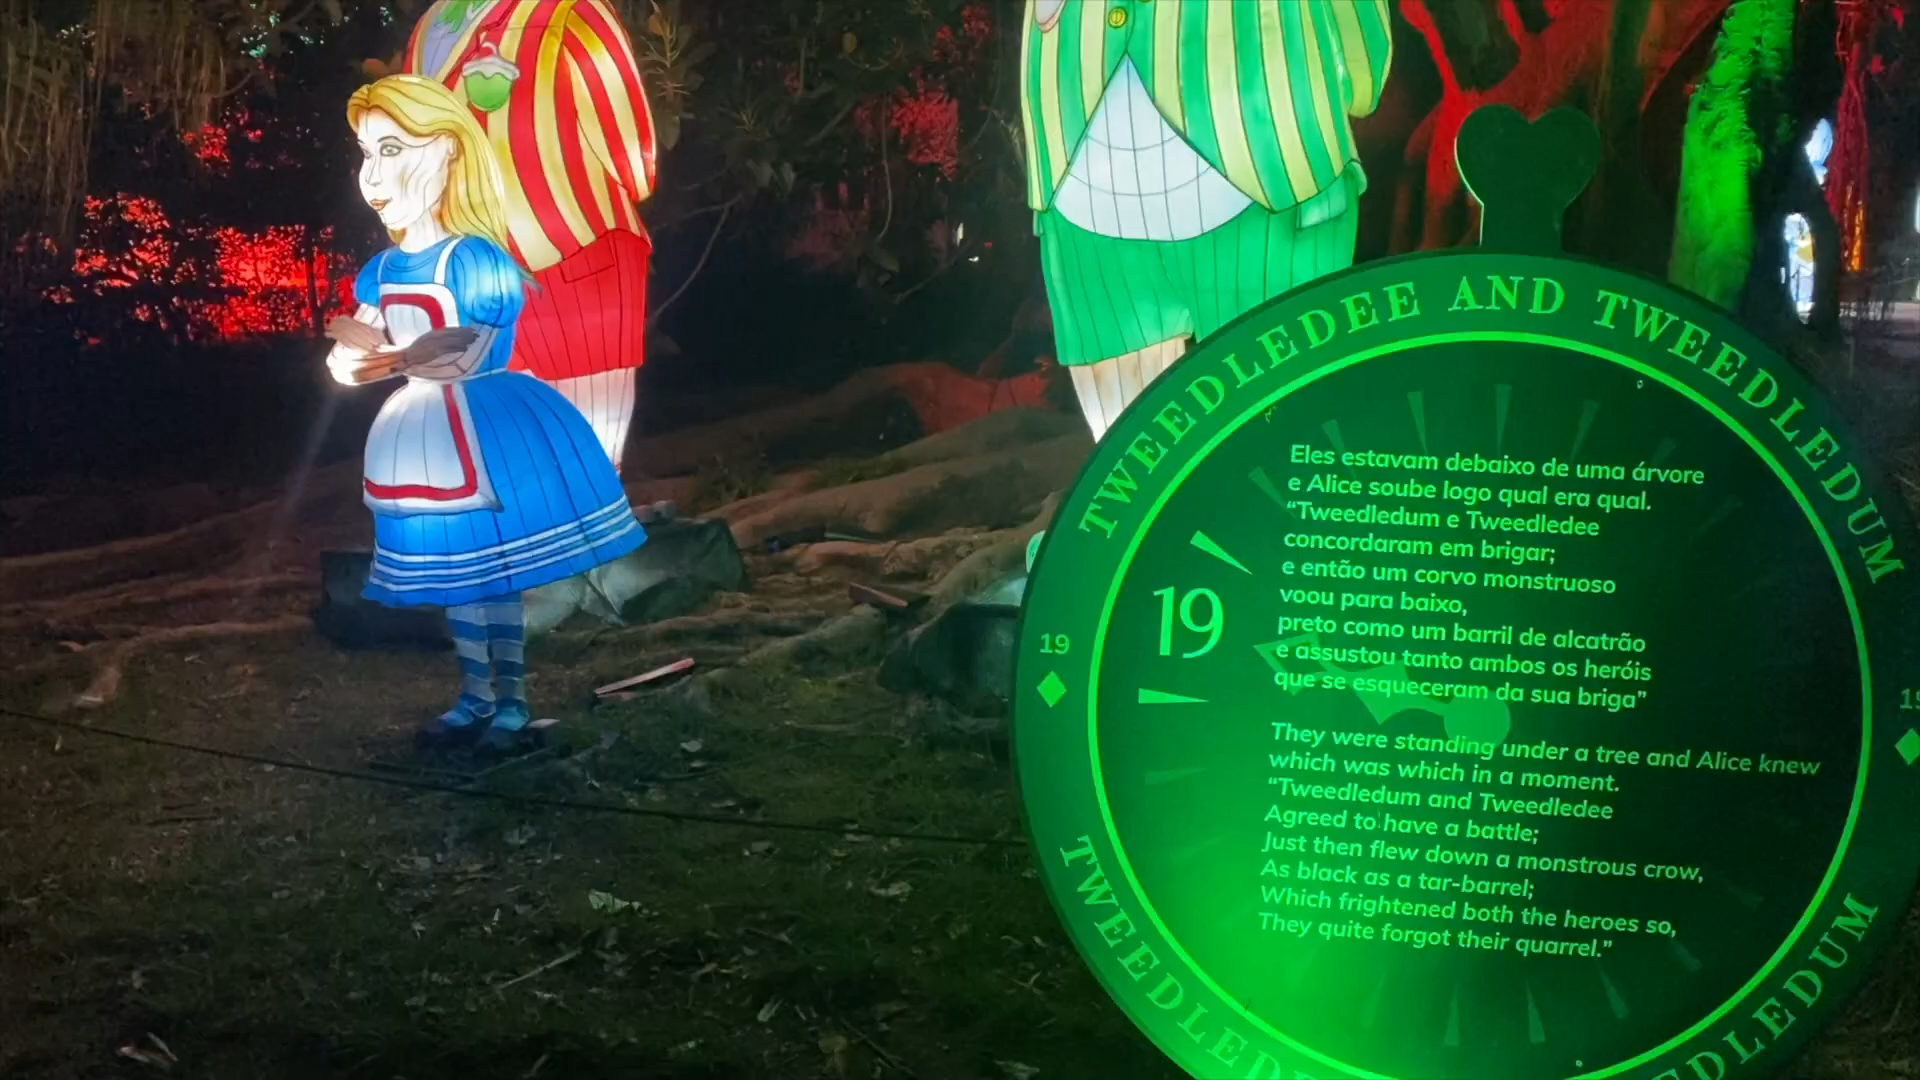 TWEEDLEDEE AND TWEEDLEDUM
Eles estavam debaixo de uma árvore
e Alice soube logo qual era qual.
“Tweedledum e Tweedledee
concordaram em brigar;
e então um corvo monstruoso
voou para baixo,
preto como um barril de alcatrão
e assustou tanto ambos os heróis
que se esqueceram da sua briga”
19
19
They were standing under a tree and Alice knew
which was which in a moment.
“Tweedledum and Tweedledee
Agreed to have a battle;
Just then flew down a monstrous crow,
As black as a tar-barrel;
Which frightened both the heroes so,
They quite forgot their quarrel.”